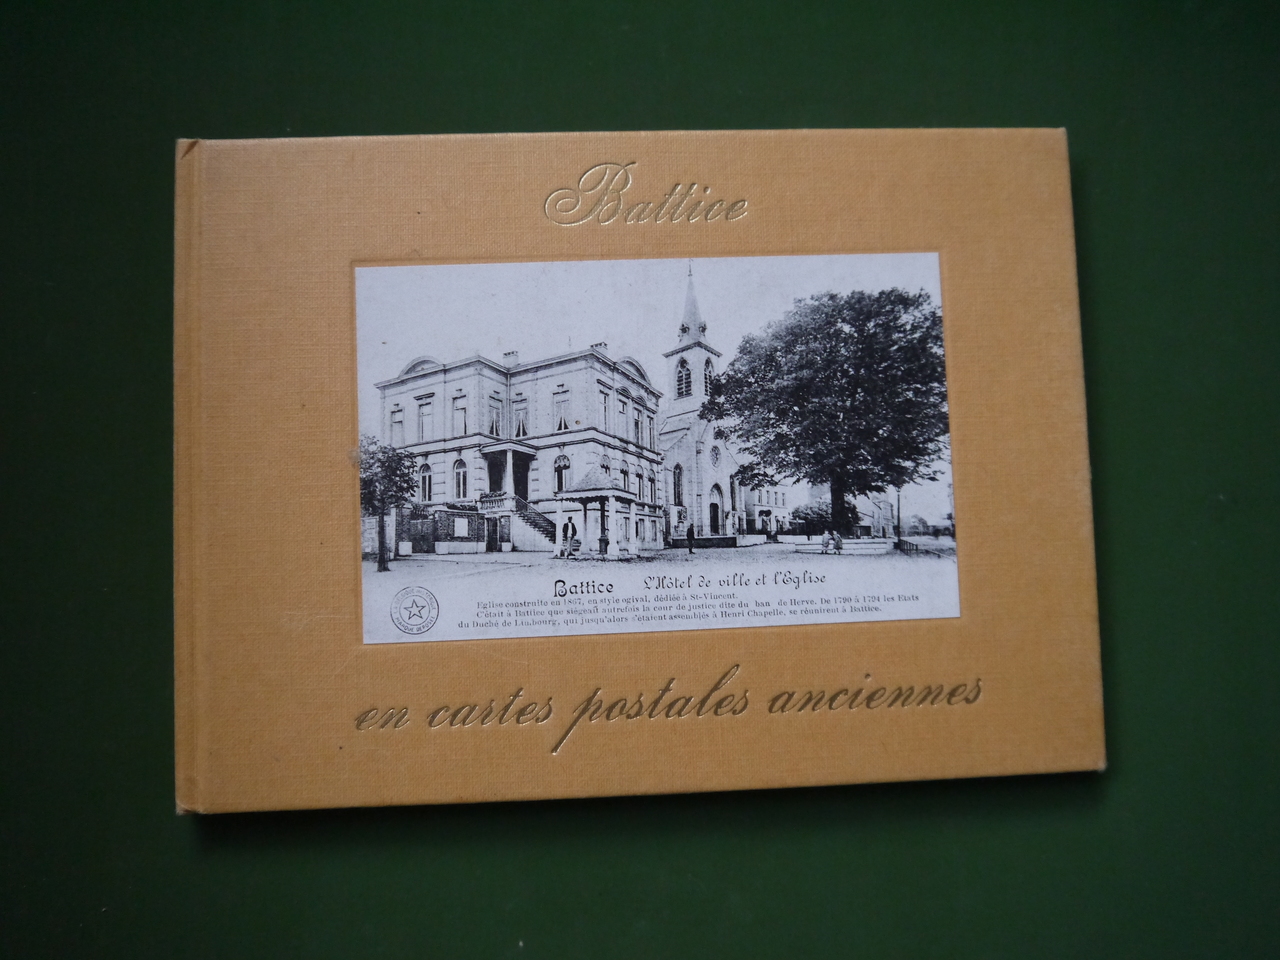 Battice
Battice L'Hôtel de ville et l'Eglise
Eglise construite en 1867, en style ogival, dédiée à St-Vincent.
C'était à Battice que siégeait autrefois la cour de justice dite du ban de Herve. De 1790 à 1794 les Etats
du Duché de Limbourg, qui jusqu'alors s'étaient assemblés à Henri Chapelle, se réunirent à Battice.
en cartes postales anciennes